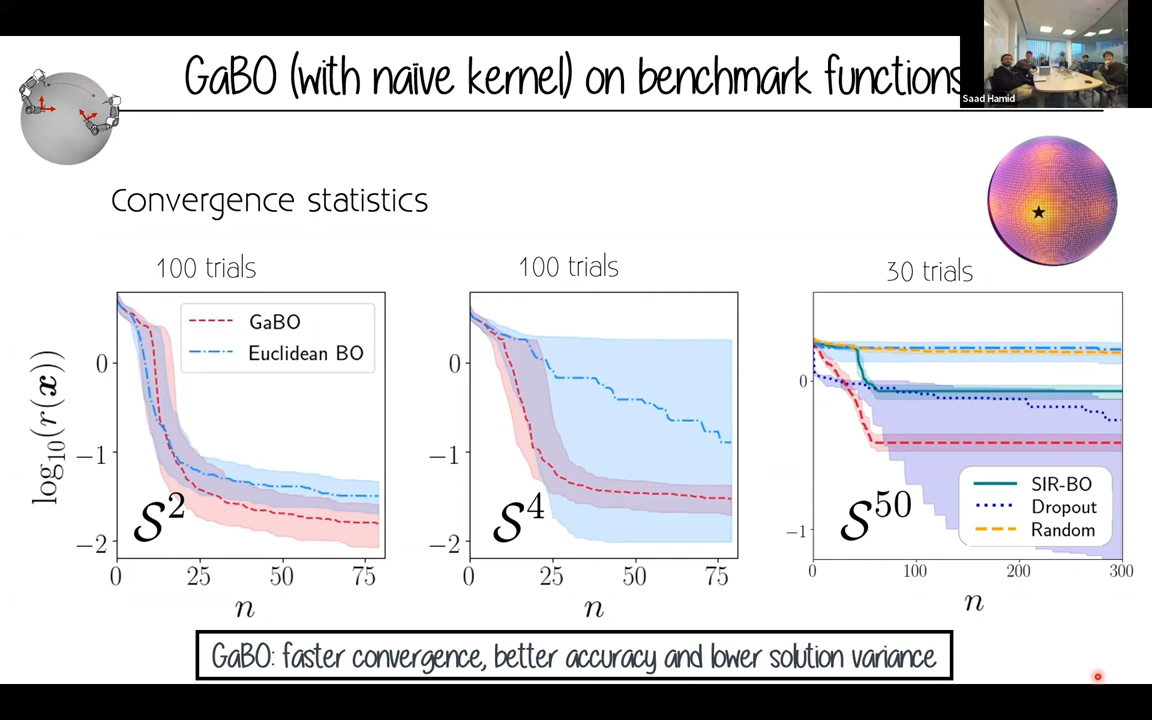 GaBO (with naïve kernel) on benchmark functions
Saad Hamid
Convergence statistics
100 trials
100 trials
30 trials
GaBO
Euclidean BO
log₁₀(r(𝒙))
0
−1
−2
𝒮²
0 25 50 75
n
0
−1
−2
𝒮⁴
0 25 50 75
n
0
−1
𝒮⁵⁰
SIR-BO
Dropout
Random
0 100 200 300
n
GaBO: faster convergence, better accuracy and lower solution variance